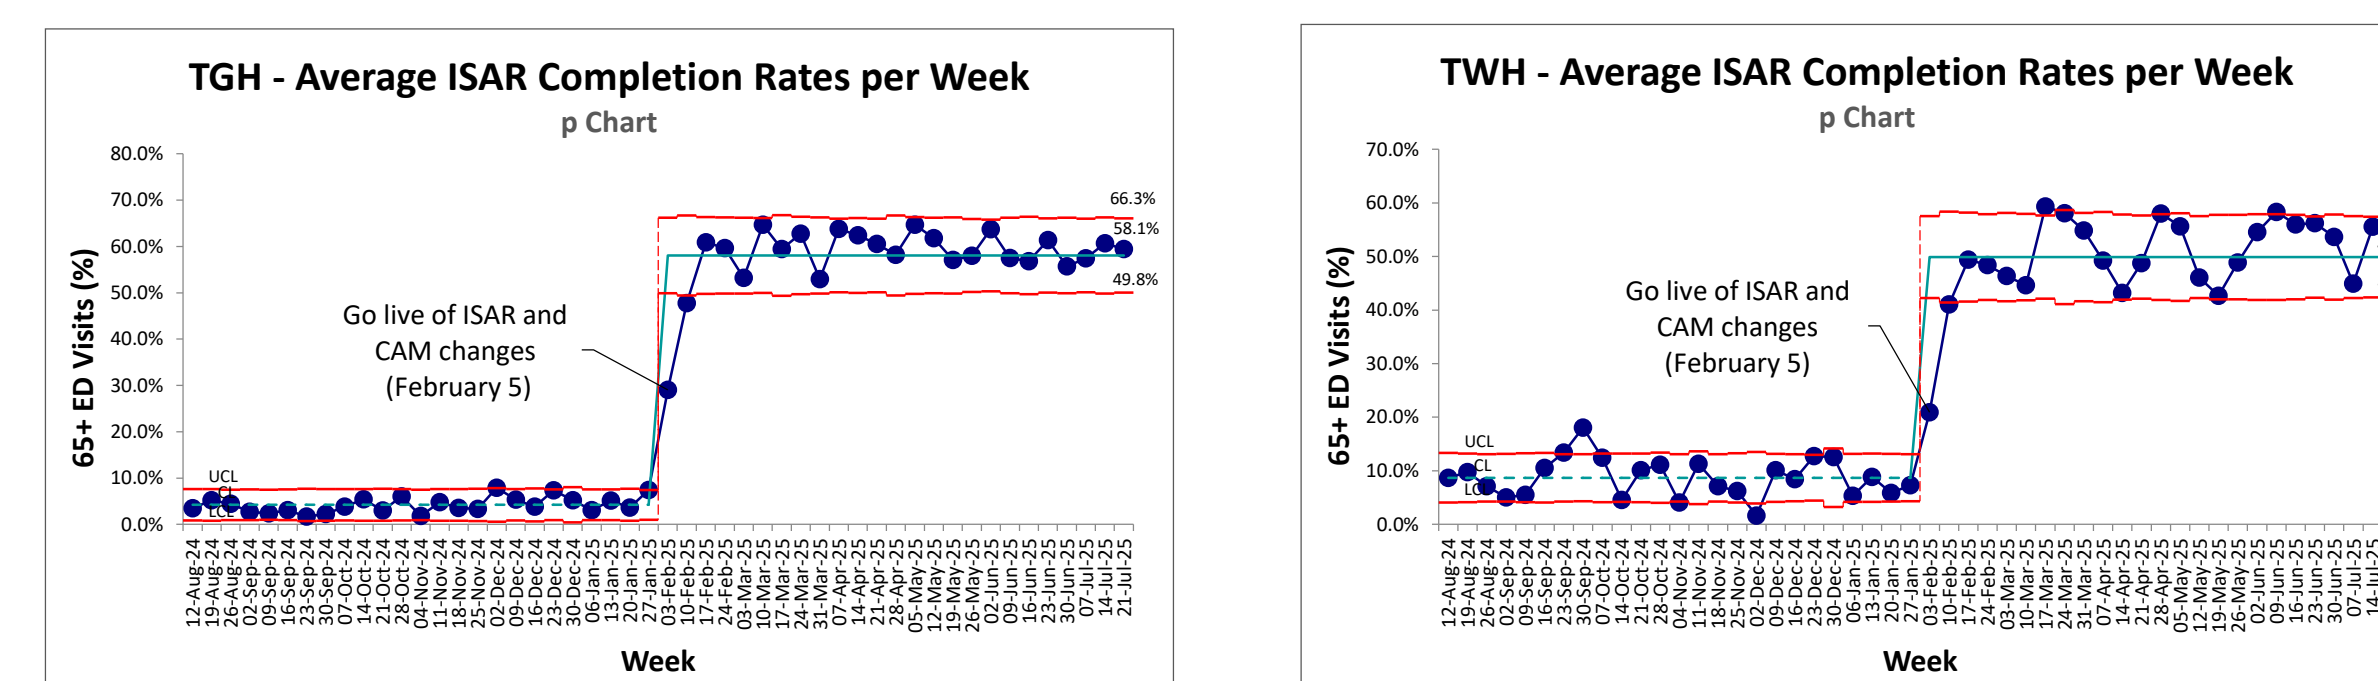 TGH - Average ISAR Completion Rates per Week
p Chart
65+ ED Visits (%)
80.0%
70.0%
60.0%
50.0%
40.0%
30.0%
20.0%
10.0%
0.0%
66.3%
58.1%
49.8%
Go live of ISAR and
CAM changes
(February 5)
UCL
CL
LCL
12-Aug-24
19-Aug-24
26-Aug-24
02-Sep-24
09-Sep-24
16-Sep-24
23-Sep-24
30-Sep-24
07-Oct-24
14-Oct-24
21-Oct-24
28-Oct-24
04-Nov-24
11-Nov-24
18-Nov-24
25-Nov-24
02-Dec-24
09-Dec-24
16-Dec-24
23-Dec-24
30-Dec-24
06-Jan-25
13-Jan-25
20-Jan-25
27-Jan-25
03-Feb-25
10-Feb-25
17-Feb-25
24-Feb-25
03-Mar-25
10-Mar-25
17-Mar-25
24-Mar-25
31-Mar-25
07-Apr-25
14-Apr-25
21-Apr-25
28-Apr-25
05-May-25
12-May-25
19-May-25
26-May-25
02-Jun-25
09-Jun-25
16-Jun-25
23-Jun-25
30-Jun-25
07-Jul-25
14-Jul-25
21-Jul-25
Week
TWH - Average ISAR Completion Rates per Week
p Chart
65+ ED Visits (%)
70.0%
60.0%
50.0%
40.0%
30.0%
20.0%
10.0%
0.0%
Go live of ISAR and
CAM changes
(February 5)
UCL
CL
12-Aug-24
19-Aug-24
26-Aug-24
02-Sep-24
09-Sep-24
16-Sep-24
23-Sep-24
30-Sep-24
07-Oct-24
14-Oct-24
21-Oct-24
28-Oct-24
04-Nov-24
11-Nov-24
18-Nov-24
25-Nov-24
02-Dec-24
09-Dec-24
16-Dec-24
23-Dec-24
30-Dec-24
06-Jan-25
13-Jan-25
20-Jan-25
27-Jan-25
03-Feb-25
10-Feb-25
17-Feb-25
24-Feb-25
03-Mar-25
10-Mar-25
17-Mar-25
24-Mar-25
31-Mar-25
07-Apr-25
14-Apr-25
21-Apr-25
28-Apr-25
05-May-25
12-May-25
19-May-25
26-May-25
02-Jun-25
09-Jun-25
16-Jun-25
23-Jun-25
30-Jun-25
07-Jul-25
14-Jul-25
Week